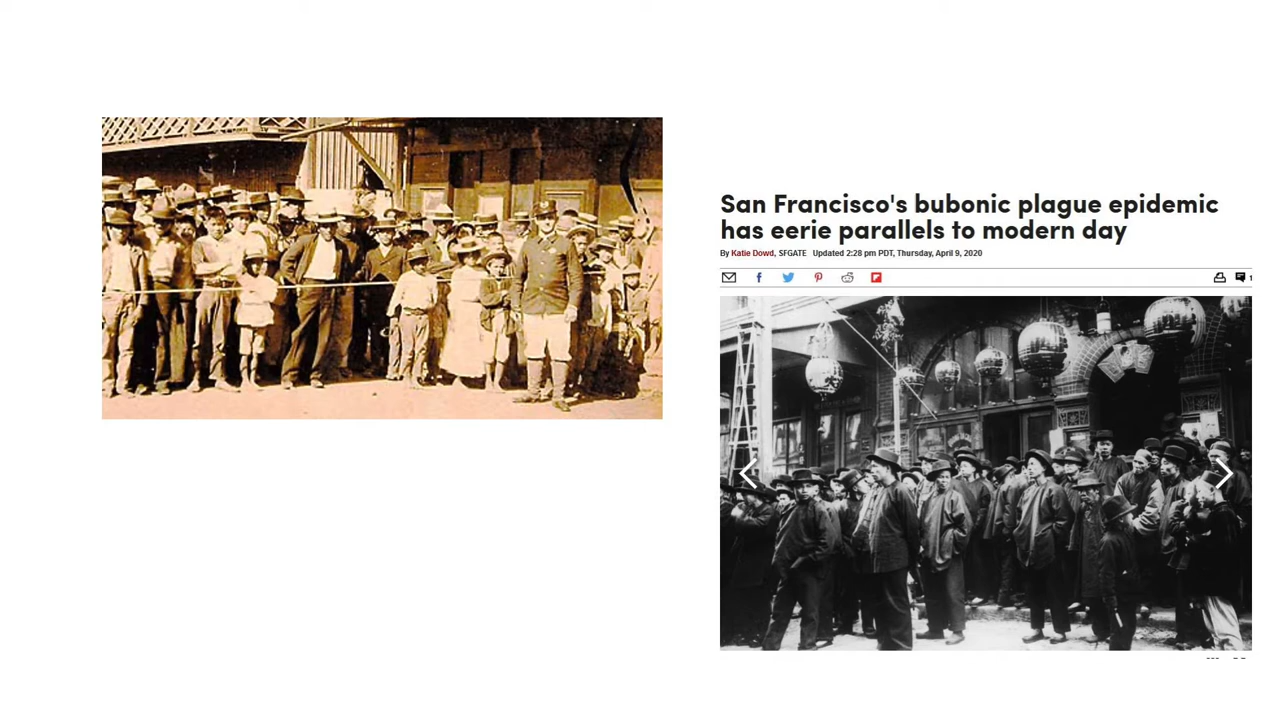 San Francisco's bubonic plague epidemic
has eerie parallels to modern day
By Katie Dowd, SFGATE Updated 2:28 pm PDT, Thursday, April 9, 2020